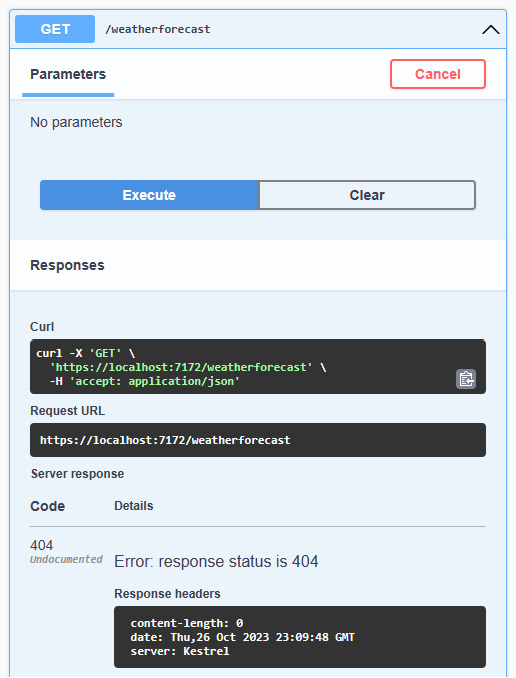 GET /weatherforecast
Parameters Cancel
No parameters
Execute Clear
Responses
Curl
curl -X 'GET' \
  'https://localhost:7172/weatherforecast' \
  -H 'accept: application/json'
Request URL
https://localhost:7172/weatherforecast
Server response
Code Details
404
Undocumented
Error: response status is 404
Response headers
content-length: 0
date: Thu,26 Oct 2023 23:09:48 GMT
server: Kestrel